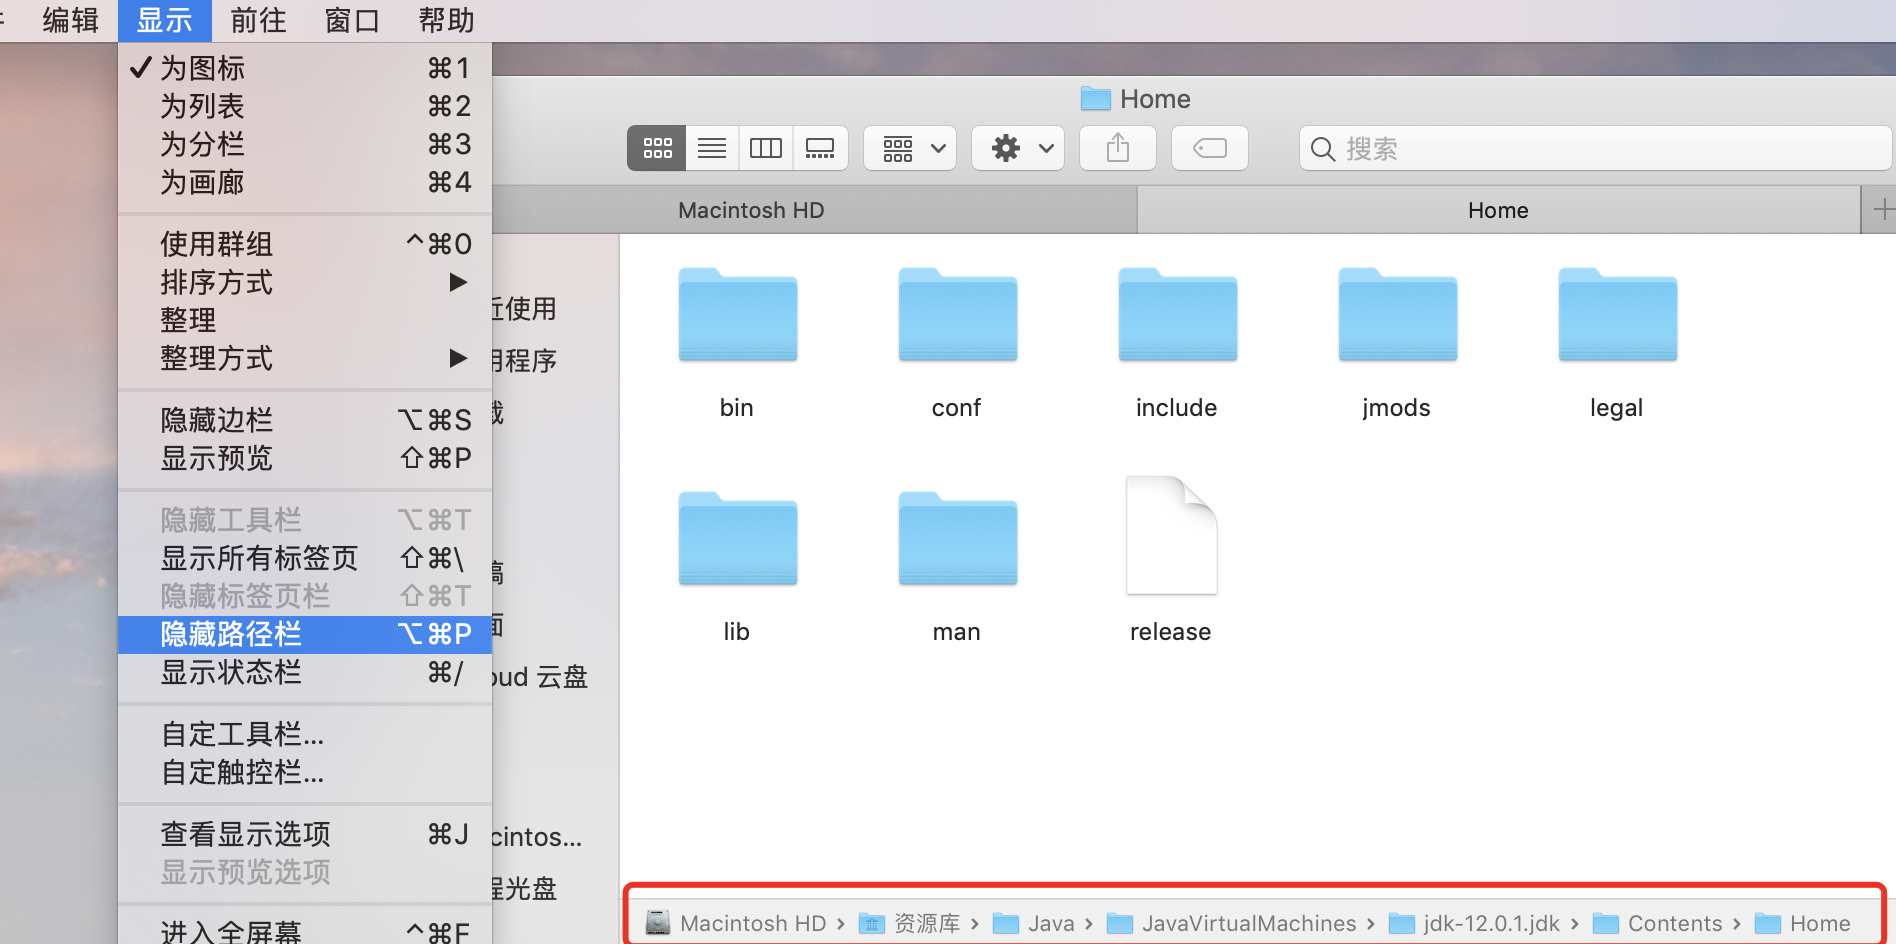 编辑 显示 前往 窗口 帮助
✓ 为图标 ⌘1
为列表 ⌘2
为分栏 ⌘3
为画廊 ⌘4
使用群组 ^⌘0
排序方式 ▶
整理
整理方式 ▶
隐藏边栏 ⌥⌘S
显示预览 ⇧⌘P
隐藏工具栏 ⌥⌘T
显示所有标签页 ⇧⌘\
隐藏标签页栏 ⇧⌘T
隐藏路径栏 ⌥⌘P
显示状态栏 ⌘/
自定工具栏...
自定触控栏...
查看显示选项 ⌘J
显示预览选项
进入全屏幕 ^⌘F
Home
搜索
Macintosh HD
Home
近使用
用程序
载
稿
面
oud 云盘
cintos...
程光盘
bin
conf
include
jmods
legal
lib
man
release
Macintosh HD › 资源库 › Java › JavaVirtualMachines › jdk-12.0.1.jdk › Contents › Home